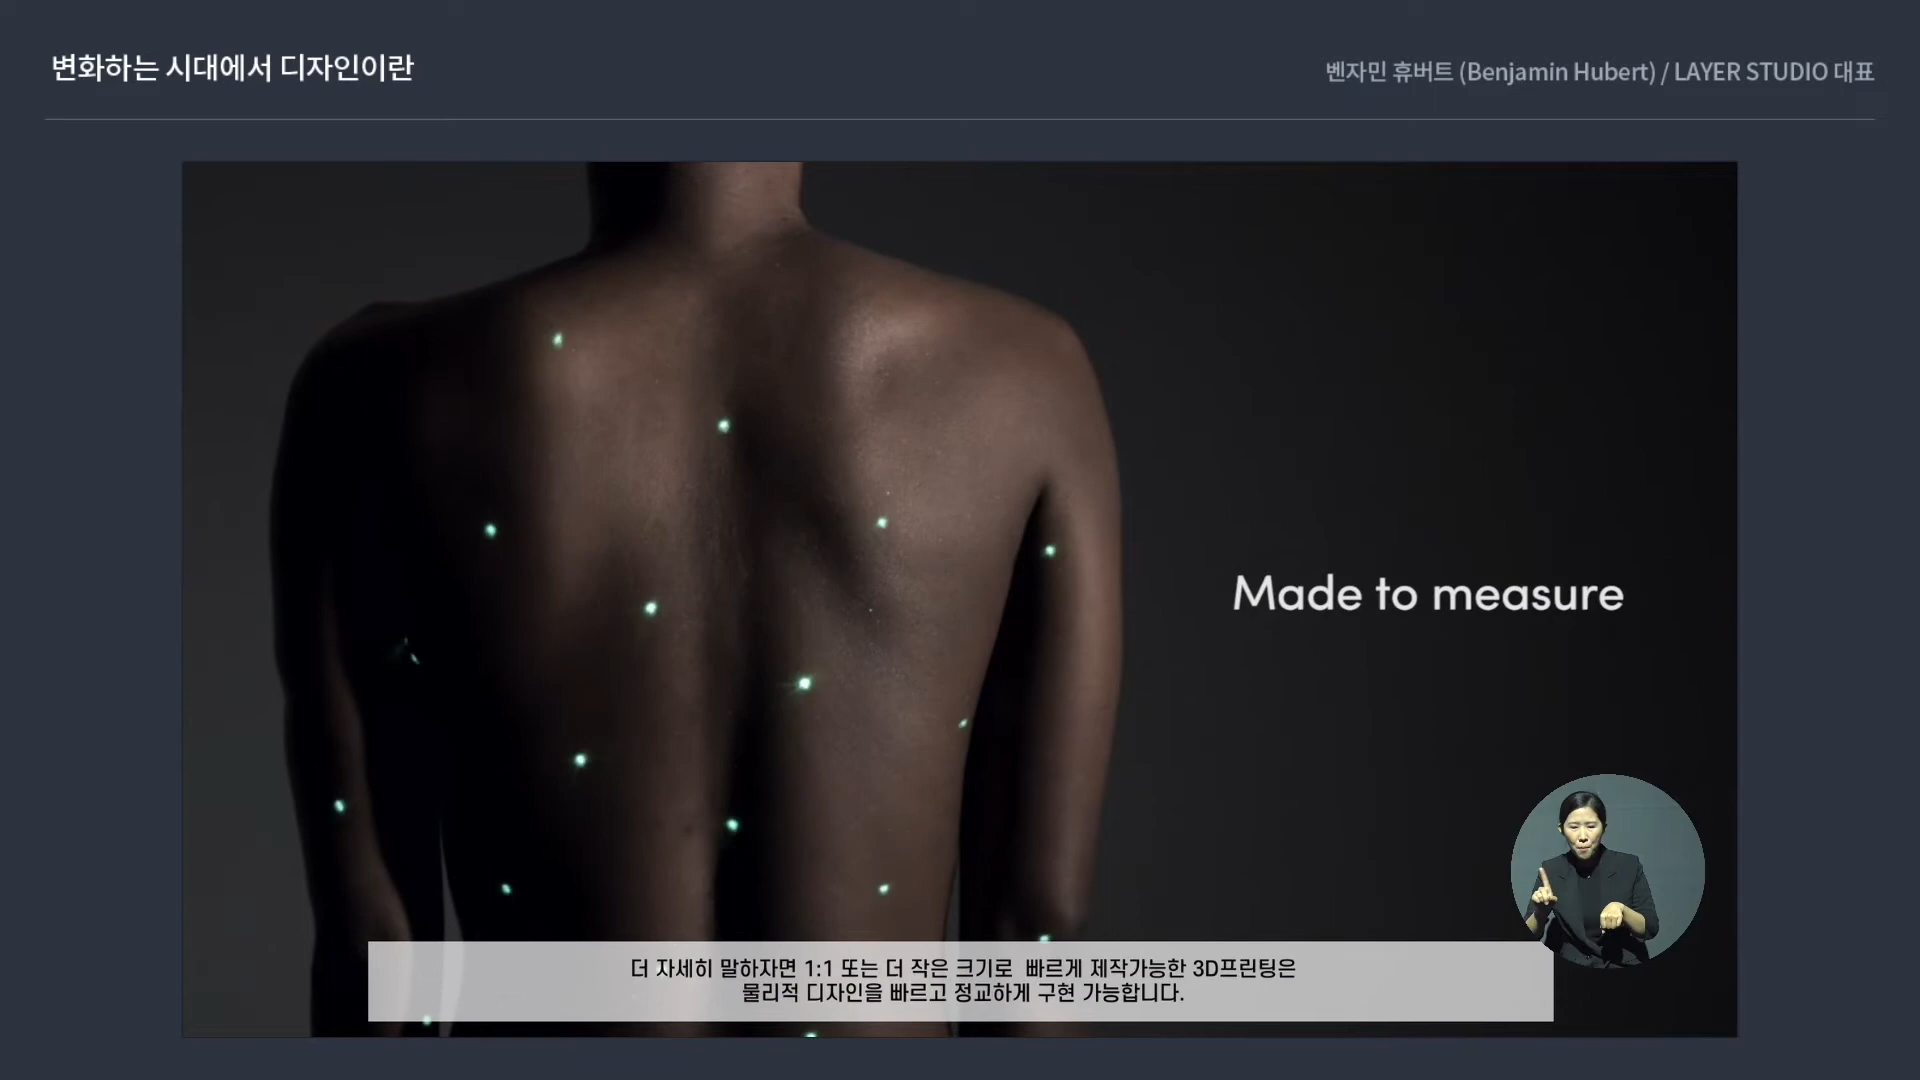 변화하는 시대에서 디자인이란
벤자민 휴버트 (Benjamin Hubert) / LAYER STUDIO 대표
Made to measure
더 자세히 말하자면 1:1 또는 더 작은 크기로 빠르게 제작가능한 3D프린팅은
물리적 디자인을 빠르고 정교하게 구현 가능합니다.